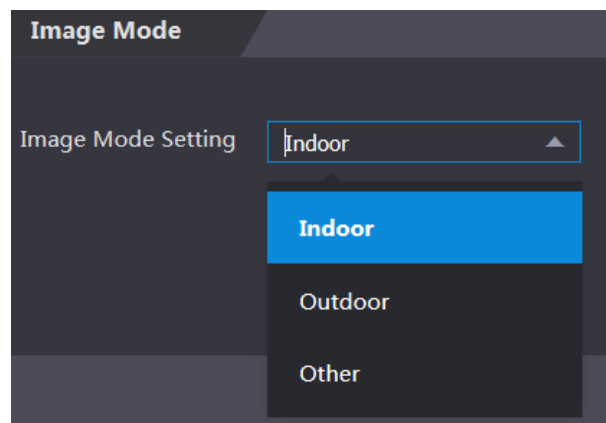 Image Mode
Image Mode Setting Indoor
Indoor
Outdoor
Other